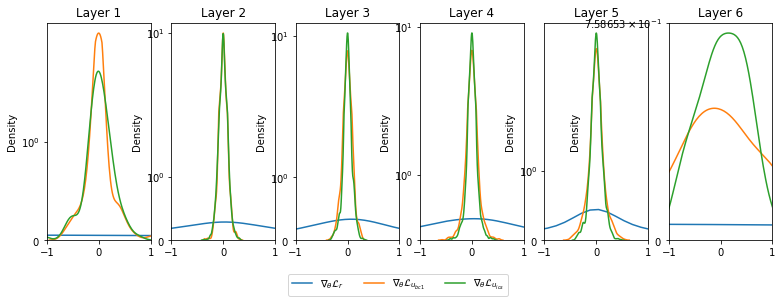 Layer 1
Layer 2
Layer 3
Layer 4
Layer 5
Layer 6
7.58653 × 10⁻¹
Density
10⁰
0
−1
0
1
Density
10¹
10⁰
0
−1
0
1
Density
10¹
10⁰
0
−1
0
1
Density
10¹
10⁰
0
−1
0
1
Density
10⁰
0
−1
0
1
Density
0
−1
0
1
∇θℒr
∇θℒu_bc1
∇θℒu_ics